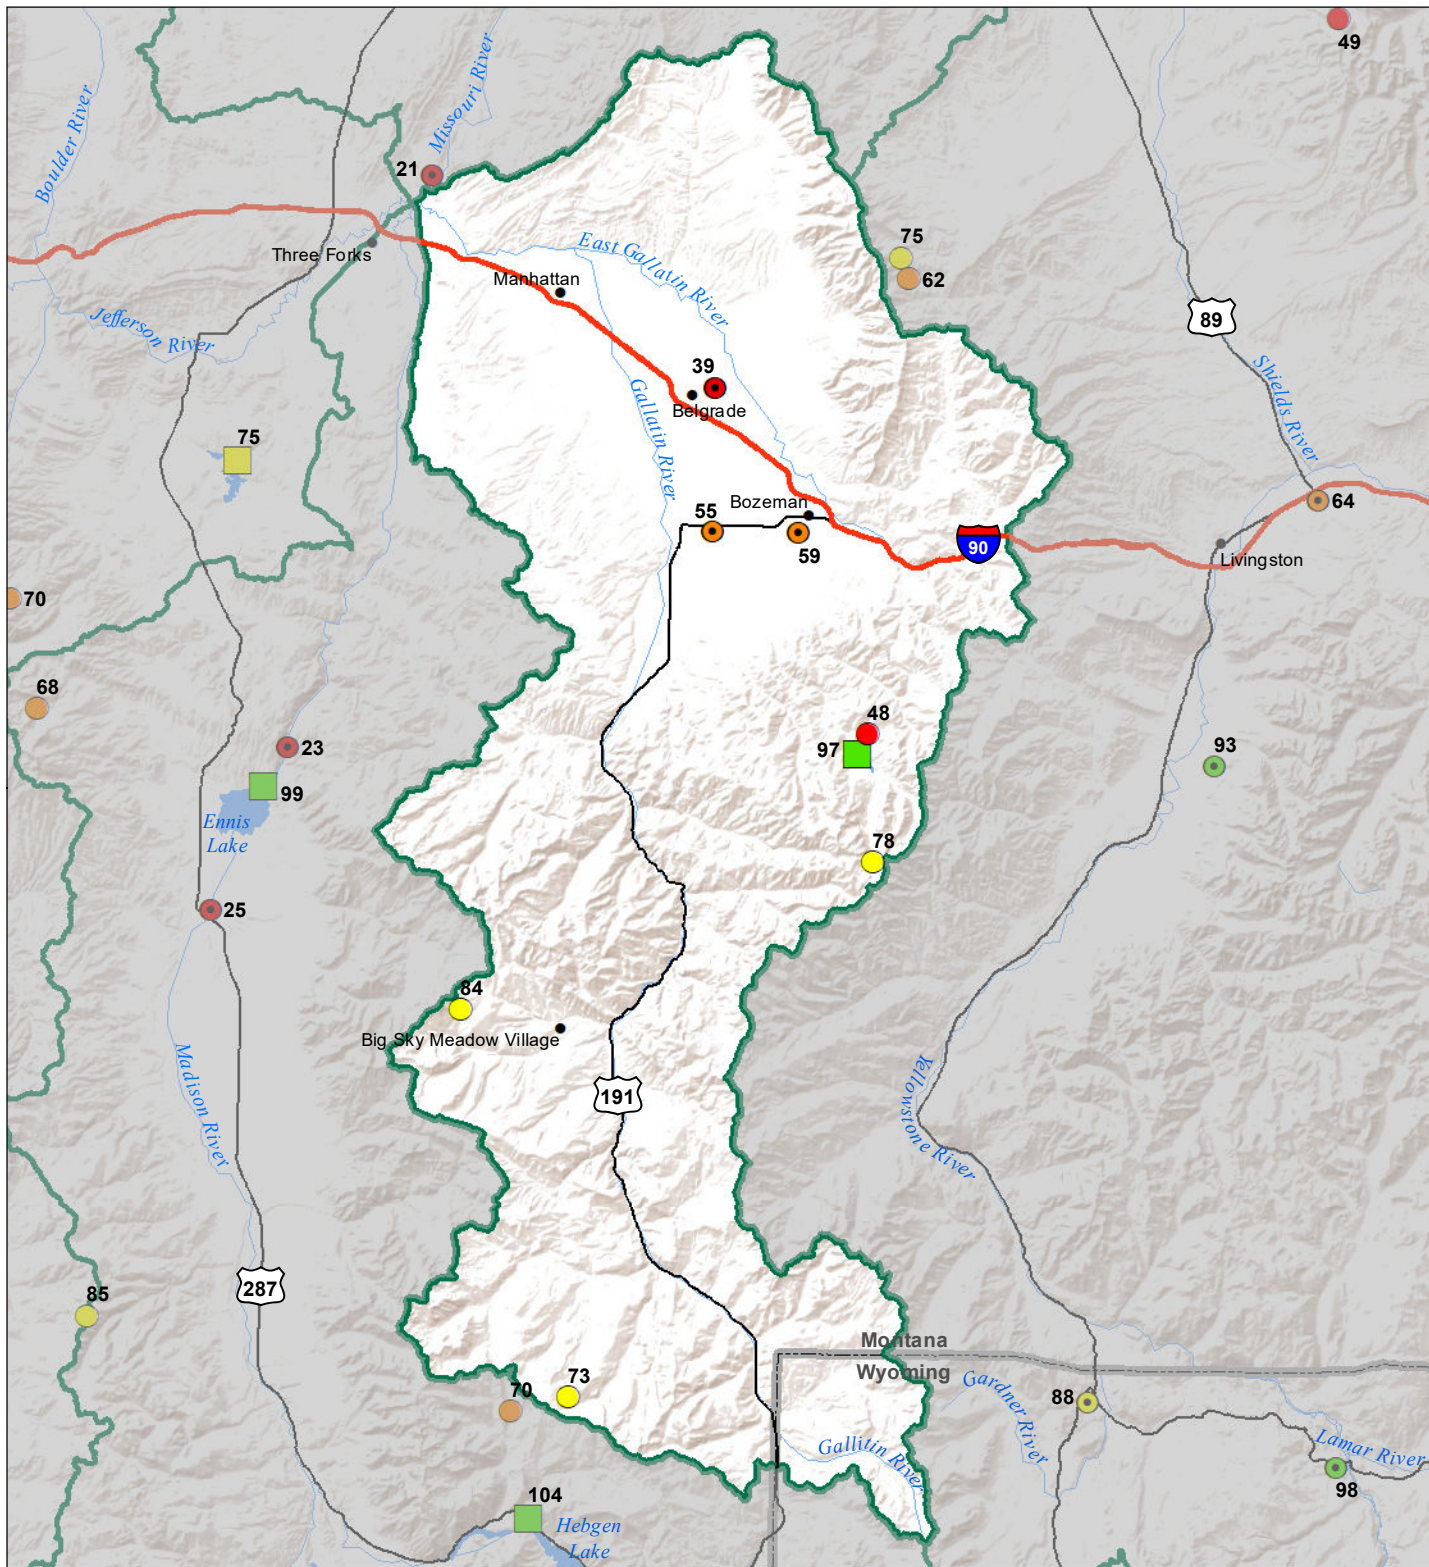 49
Missouri River
Boulder River
21
Three Forks
East Gallatin River
75
62
Manhattan
Jefferson River
89
Shields River
39
Belgrade
Gallatin River
75
Bozeman
55
59
90
64
Livingston
70
68
48
97
23
99
93
Ennis
Lake
78
25
84
Big Sky Meadow Village
Madison River
191
Yellowstone River
287
85
Montana
Wyoming
73
70
Gardner River
88
Gallitin River
Lamar River
98
104
Hebgen
Lake